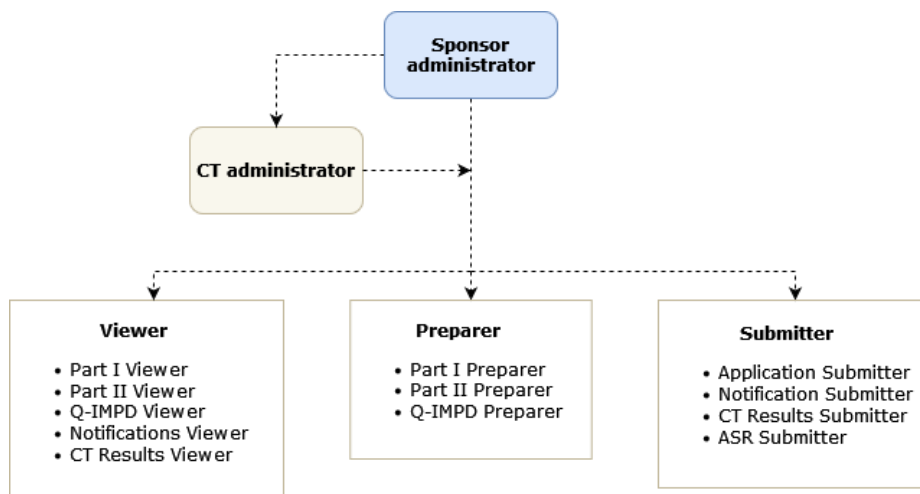 Sponsor
administrator
CT administrator
Viewer
• Part I Viewer
• Part II Viewer
• Q-IMPD Viewer
• Notifications Viewer
• CT Results Viewer
Preparer
• Part I Preparer
• Part II Preparer
• Q-IMPD Preparer
Submitter
• Application Submitter
• Notification Submitter
• CT Results Submitter
• ASR Submitter